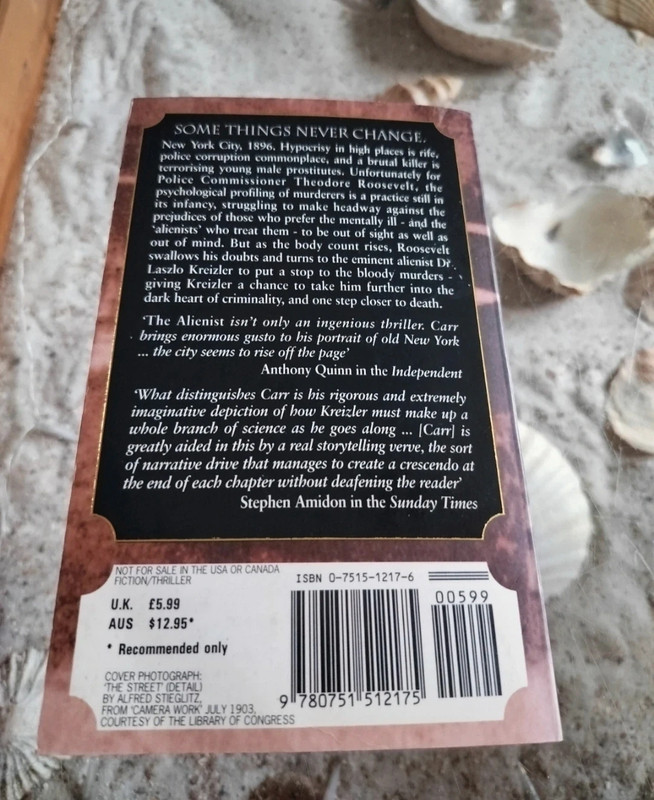 SOME THINGS NEVER CHANGE.
New York City, 1896. Hypocrisy in high places is rife,
police corruption commonplace, and a brutal killer is
terrorising young male prostitutes. Unfortunately for
Police Commissioner Theodore Roosevelt, the
psychological profiling of murderers is a practice still in
its infancy, struggling to make headway against the
prejudices of those who prefer the mentally ill - and the
'alienists' who treat them - to be out of sight as well as
out of mind. But as the body count rises, Roosevelt
swallows his doubts and turns to the eminent alienist Dr.
Laszlo Kreizler to put a stop to the bloody murders -
giving Kreizler a chance to take him further into the
dark heart of criminality, and one step closer to death.
'The Alienist isn't only an ingenious thriller. Carr
brings enormous gusto to his portrait of old New York
... the city seems to rise off the page'
Anthony Quinn in the Independent
'What distinguishes Carr is his rigorous and extremely
imaginative depiction of how Kreizler must make up a
whole branch of science as he goes along ... [Carr] is
greatly aided in this by a real storytelling verve, the sort
of narrative drive that manages to create a crescendo at
the end of each chapter without deafening the reader'
Stephen Amidon in the Sunday Times
NOT FOR SALE IN THE USA OR CANADA
FICTION/THRILLER
U.K. £5.99
AUS $12.95*
* Recommended only
COVER PHOTOGRAPH:
'THE STREET' (DETAIL)
BY ALFRED STIEGLITZ,
FROM 'CAMERA WORK' JULY 1903,
COURTESY OF THE LIBRARY OF CONGRESS
ISBN 0-7515-1217-6
00599
9 780751 512175